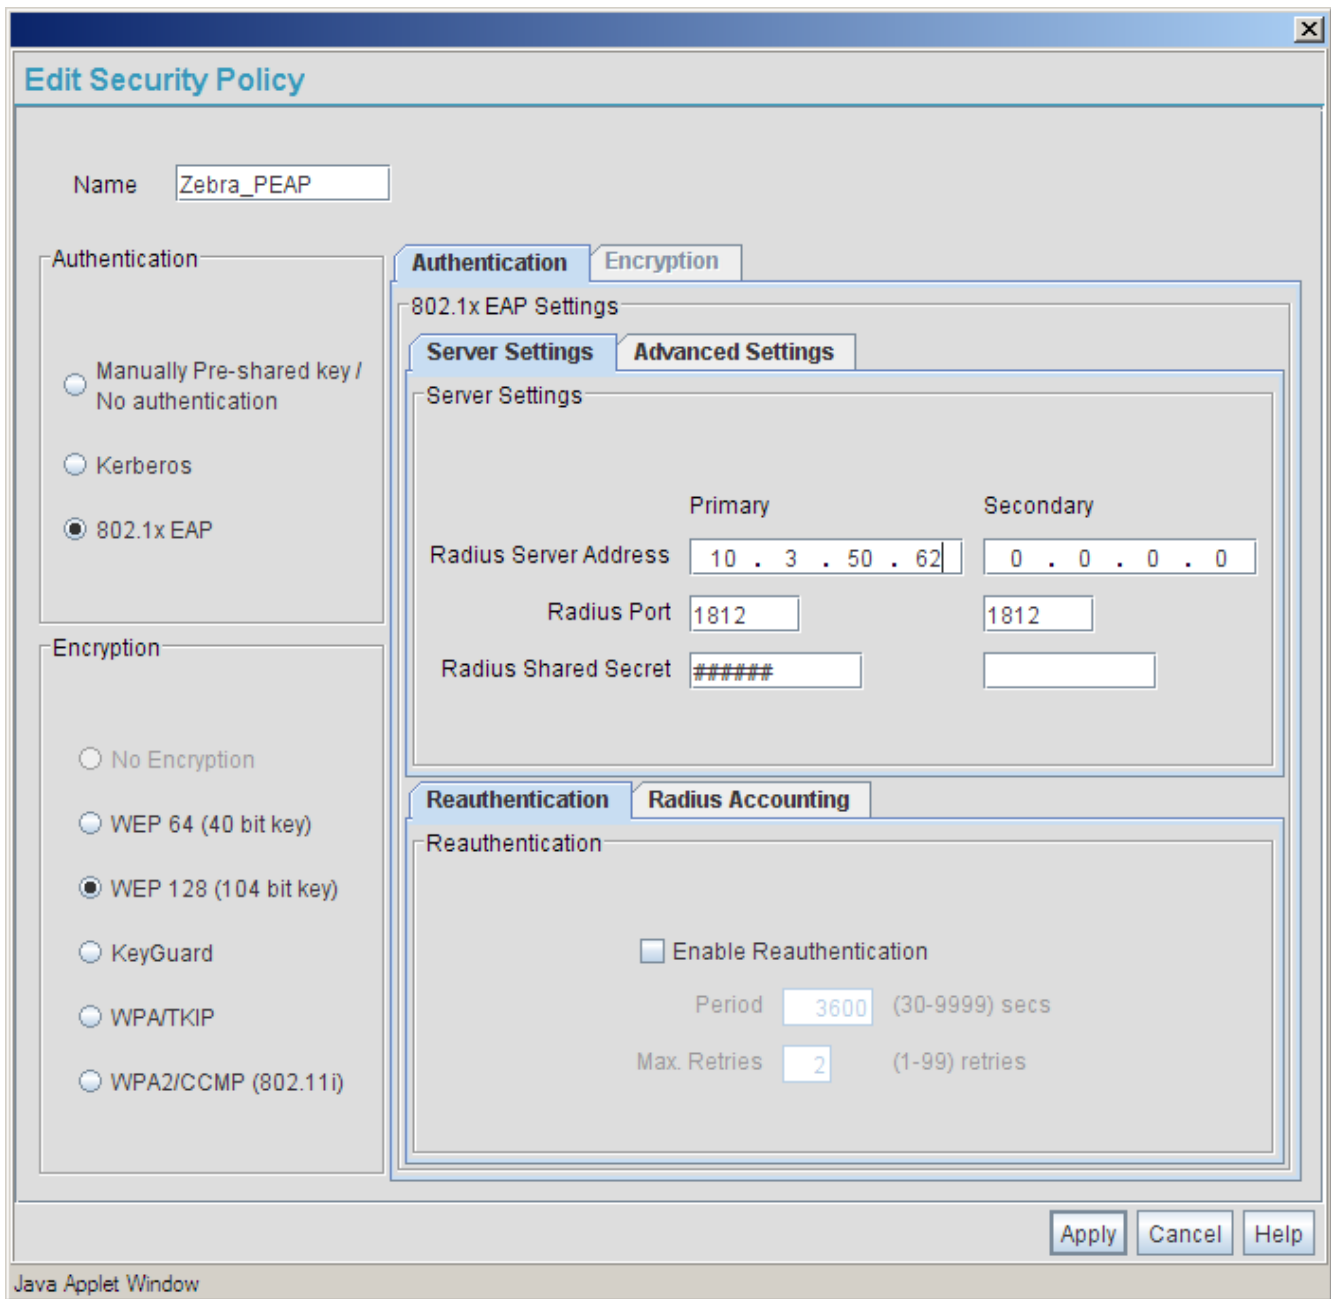 Edit Security Policy
Name Zebra_PEAP
Authentication
Manually Pre-shared key /
No authentication
Kerberos
802.1x EAP
Encryption
No Encryption
WEP 64 (40 bit key)
WEP 128 (104 bit key)
KeyGuard
WPA/TKIP
WPA2/CCMP (802.11i)
Authentication Encryption
802.1x EAP Settings
Server Settings Advanced Settings
Server Settings
Primary Secondary
Radius Server Address 10 . 3 . 50 . 62 0 . 0 . 0 . 0
Radius Port 1812 1812
Radius Shared Secret ######
Reauthentication Radius Accounting
Reauthentication
Enable Reauthentication
Period 3600 (30-9999) secs
Max. Retries 2 (1-99) retries
Apply Cancel Help
Java Applet Window